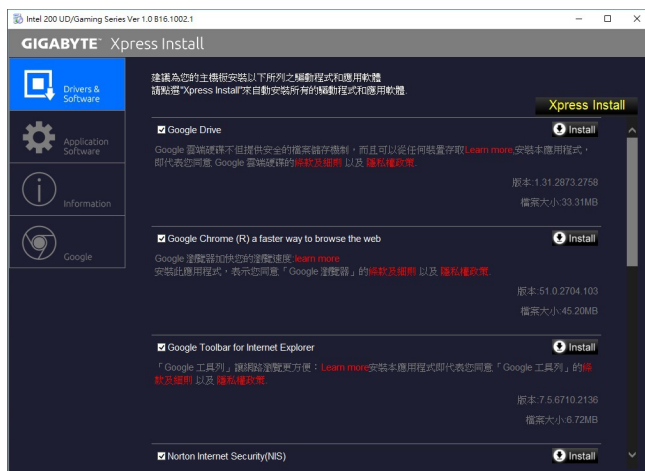 Intel 200 UD/Gaming Series Ver 1.0 B16.1002.1
GIGABYTE™ Xpress Install
Drivers &
Software
Application
Software
Information
Google
建議為您的主機板安裝以下所列之驅動程式和應用軟體
請點選"Xpress Install"來自動安裝所有的驅動程式和應用軟體.
Xpress Install
Google Drive
Install
Google 雲端硬碟不但提供安全的檔案儲存機制，而且可以從任何裝置存取Learn more,安裝本應用程式，
即代表您同意 Google 雲端硬碟的條款及細則 以及 隱私權政策.
版本:1.31.2873.2758
檔案大小:33.31MB
Google Chrome (R) a faster way to browse the web
Install
Google 瀏覽器加快您的瀏覽速度:learn more
安裝此應用程式，表示您同意「Google 瀏覽器」的條款及細則 以及 隱私權政策.
版本:51.0.2704.103
檔案大小:45.20MB
Google Toolbar for Internet Explorer
Install
「Google 工具列」讓網路瀏覽更方便：Learn more安裝本應用程式即代表您同意「Google 工具列」的條
款及細則 以及 隱私權政策.
版本:7.5.6710.2136
檔案大小:6.72MB
Norton Internet Security(NIS)
Install